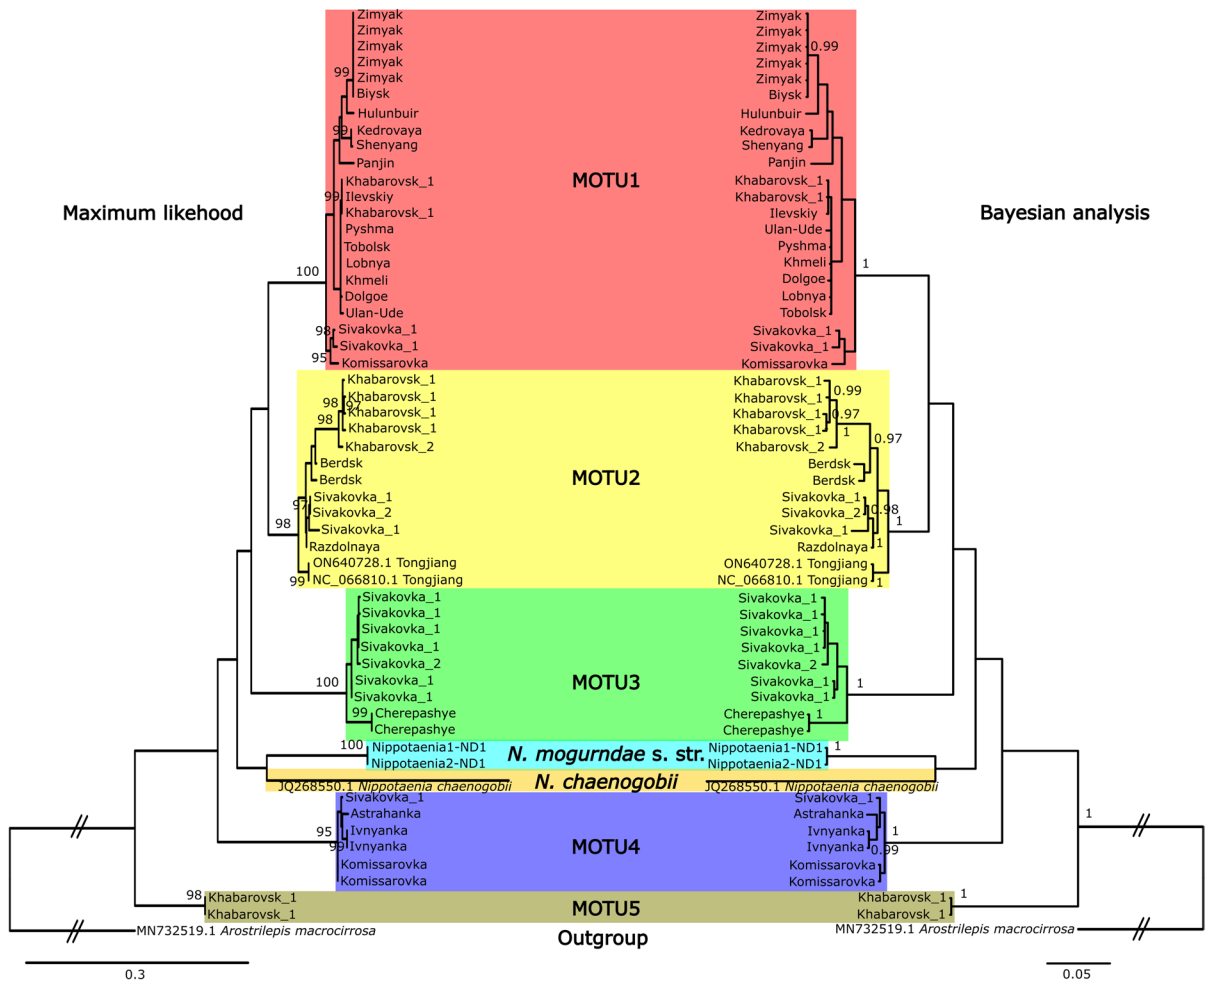 Zimyak
Zimyak
Zimyak
Zimyak
Zimyak
Biysk
99
Hulunbuir
Kedrovaya
99
Shenyang
Panjin
Khabarovsk_1
99
Ilevskiy
Khabarovsk_1
Pyshma
Tobolsk
Lobnya
Khmeli
Dolgoe
Ulan-Ude
100
98
Sivakovka_1
Sivakovka_1
95
Komissarovka
Maximum likehood
MOTU1
Zimyak
Zimyak
Zimyak
0.99
Zimyak
Zimyak
Biysk
Hulunbuir
Kedrovaya
Shenyang
Panjin
Khabarovsk_1
Khabarovsk_1
Ilevskiy
Ulan-Ude
Pyshma
Khmeli
Dolgoe
Lobnya
Tobolsk
1
Sivakovka_1
Sivakovka_1
Komissarovka
Bayesian analysis
Khabarovsk_1
Khabarovsk_1
98
97
Khabarovsk_1
98
Khabarovsk_1
Khabarovsk_2
Berdsk
Berdsk
Sivakovka_1
97
Sivakovka_2
98
Sivakovka_1
Razdolnaya
ON640728.1 Tongjiang
99
NC_066810.1 Tongjiang
MOTU2
Khabarovsk_1
0.99
Khabarovsk_1
Khabarovsk_1
0.97
Khabarovsk_1
1
Khabarovsk_2
0.97
Berdsk
Berdsk
Sivakovka_1
Sivakovka_2
0.98
Sivakovka_1
1
Razdolnaya
1
ON640728.1 Tongjiang
NC_066810.1 Tongjiang
1
Sivakovka_1
Sivakovka_1
Sivakovka_1
Sivakovka_1
Sivakovka_2
100
Sivakovka_1
Sivakovka_1
99
Cherepashye
Cherepashye
MOTU3
Sivakovka_1
Sivakovka_1
Sivakovka_1
Sivakovka_1
Sivakovka_2
Sivakovka_1
1
Sivakovka_1
Cherepashye
1
Cherepashye
100
Nippotaenia1-ND1
Nippotaenia2-ND1
N. mogurndae s. str.
Nippotaenia1-ND1
1
Nippotaenia2-ND1
JQ268550.1 Nippotaenia chaenogobii
N. chaenogobii
JQ268550.1 Nippotaenia chaenogobii
Sivakovka_1
Astrahanka
95
Ivnyanka
99
Ivnyanka
Komissarovka
Komissarovka
MOTU4
Sivakovka_1
Astrahanka
Ivnyanka
1
Ivnyanka
0.99
Komissarovka
Komissarovka
1
98
Khabarovsk_1
Khabarovsk_1
MOTU5
Khabarovsk_1
1
Khabarovsk_1
MN732519.1 Arostrilepis macrocirrosa
Outgroup
MN732519.1 Arostrilepis macrocirrosa
0.3
0.05